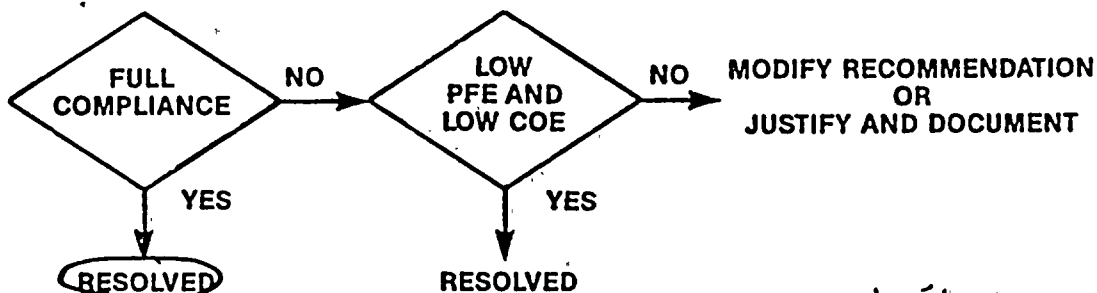 FULL
COMPLIANCE
NO
LOW
PFE AND
LOW COE
NO
MODIFY RECOMMENDATION
OR
JUSTIFY AND DOCUMENT
YES
YES
RESOLVED
RESOLVED